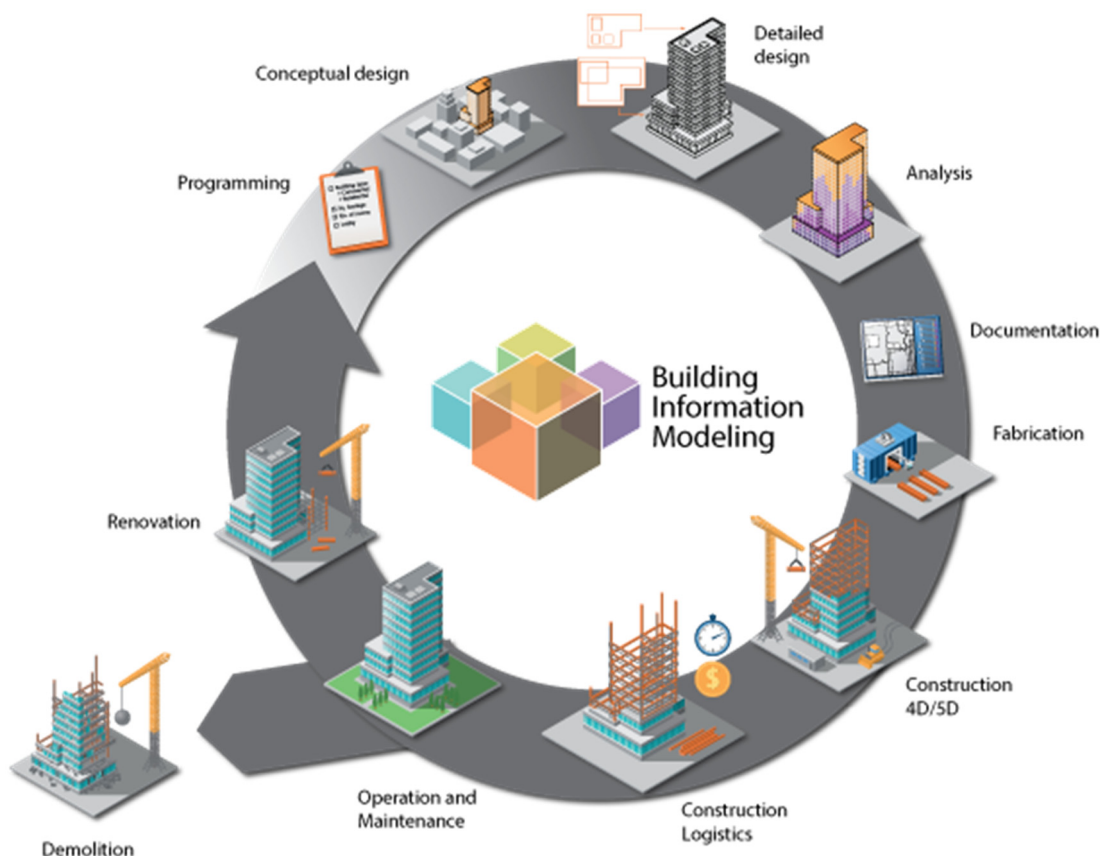 Detailed
design
Conceptual design
Programming
Analysis
Documentation
Building
Information
Modeling
Fabrication
Renovation
Construction
4D/5D
Operation and
Maintenance
Construction
Logistics
Demolition
$